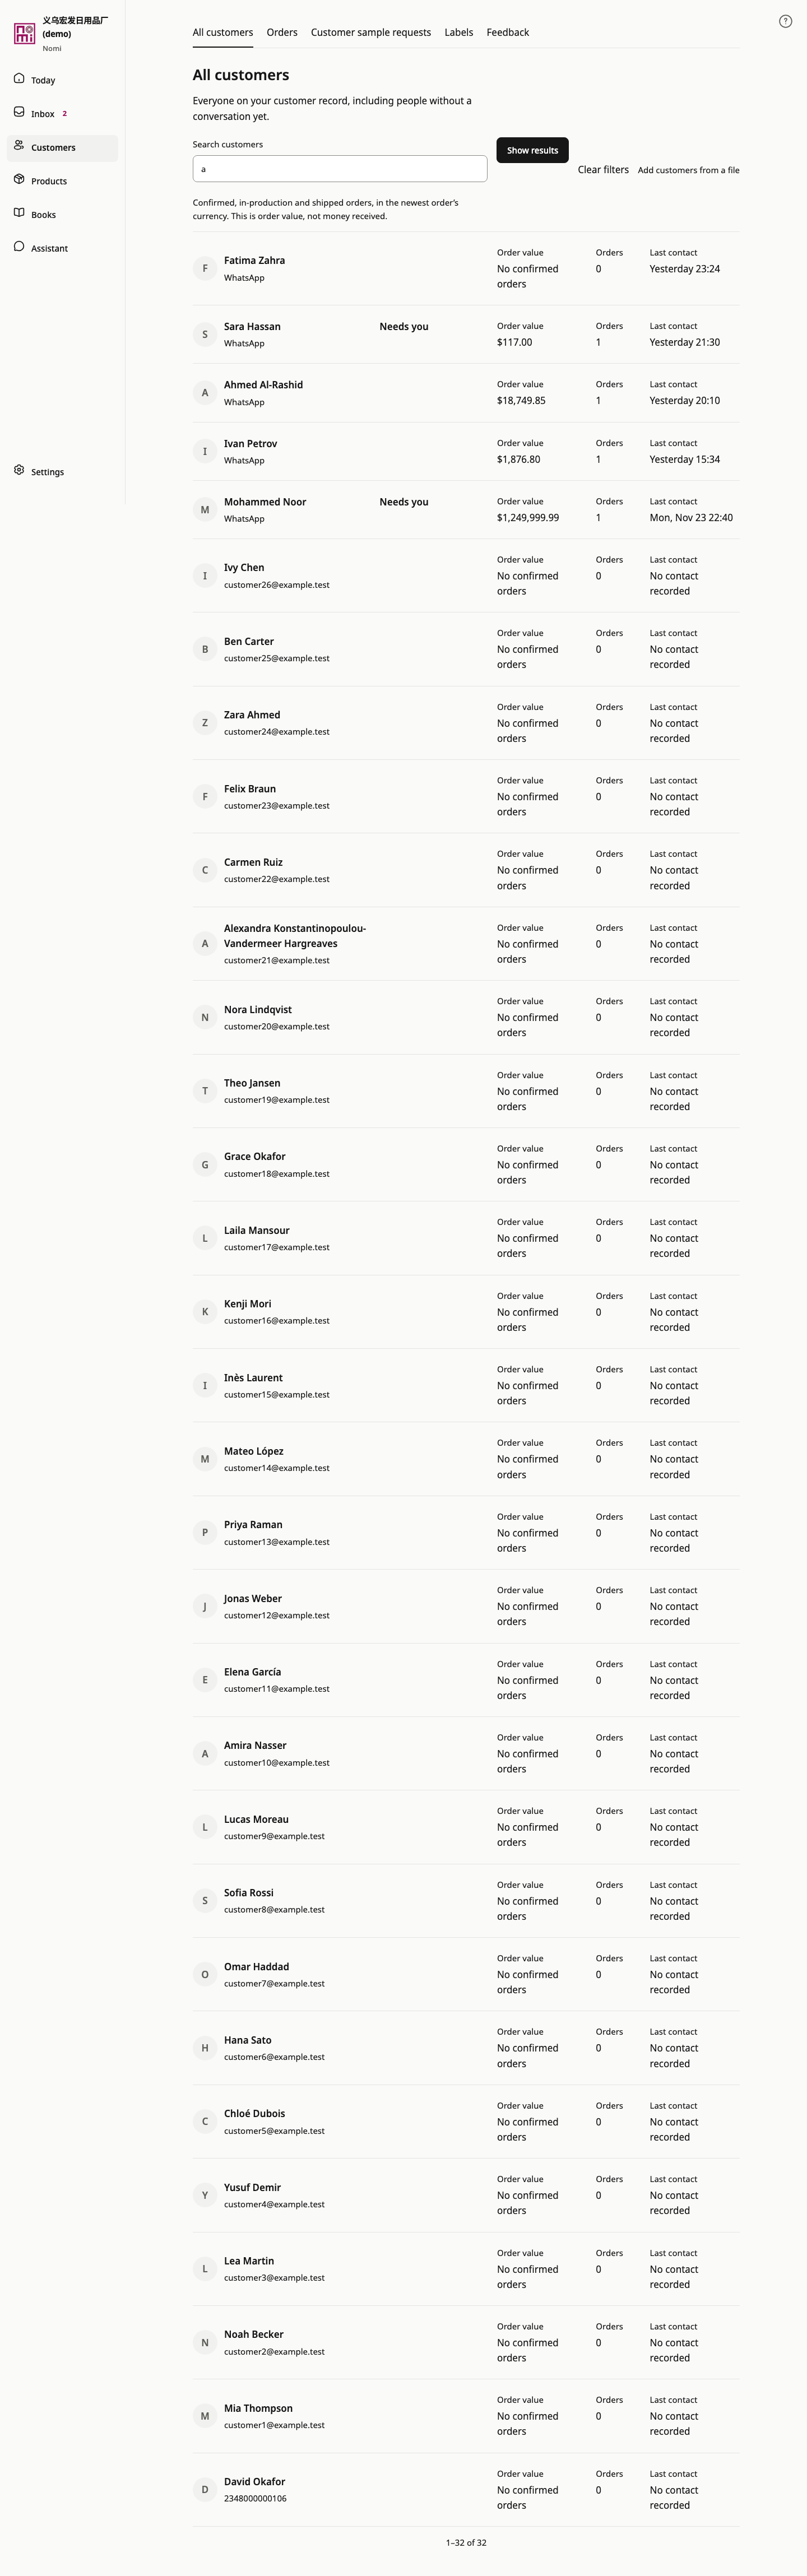 义乌宏发日用品厂
(demo)
Nomi
Today
Inbox 2
Customers
Products
Books
Assistant
Settings
All customers Orders Customer sample requests Labels Feedback
All customers
Everyone on your customer record, including people without a
conversation yet.
Search customers
a
Show results
Clear filters Add customers from a file
Confirmed, in-production and shipped orders, in the newest order's
currency. This is order value, not money received.
F
Fatima Zahra
WhatsApp
Order value Orders Last contact
No confirmed orders 0 Yesterday 23:24
S
Sara Hassan
WhatsApp
Needs you
Order value Orders Last contact
$117.00 1 Yesterday 21:30
A
Ahmed Al-Rashid
WhatsApp
Order value Orders Last contact
$18,749.85 1 Yesterday 20:10
I
Ivan Petrov
WhatsApp
Order value Orders Last contact
$1,876.80 1 Yesterday 15:34
M
Mohammed Noor
WhatsApp
Needs you
Order value Orders Last contact
$1,249,999.99 1 Mon, Nov 23 22:40
I
Ivy Chen
customer26@example.test
Order value Orders Last contact
No confirmed orders 0 No contact recorded
B
Ben Carter
customer25@example.test
Order value Orders Last contact
No confirmed orders 0 No contact recorded
Z
Zara Ahmed
customer24@example.test
Order value Orders Last contact
No confirmed orders 0 No contact recorded
F
Felix Braun
customer23@example.test
Order value Orders Last contact
No confirmed orders 0 No contact recorded
C
Carmen Ruiz
customer22@example.test
Order value Orders Last contact
No confirmed orders 0 No contact recorded
A
Alexandra Konstantinopoulou-
Vandermeer Hargreaves
customer21@example.test
Order value Orders Last contact
No confirmed orders 0 No contact recorded
N
Nora Lindqvist
customer20@example.test
Order value Orders Last contact
No confirmed orders 0 No contact recorded
T
Theo Jansen
customer19@example.test
Order value Orders Last contact
No confirmed orders 0 No contact recorded
G
Grace Okafor
customer18@example.test
Order value Orders Last contact
No confirmed orders 0 No contact recorded
L
Laila Mansour
customer17@example.test
Order value Orders Last contact
No confirmed orders 0 No contact recorded
K
Kenji Mori
customer16@example.test
Order value Orders Last contact
No confirmed orders 0 No contact recorded
I
Inès Laurent
customer15@example.test
Order value Orders Last contact
No confirmed orders 0 No contact recorded
M
Mateo López
customer14@example.test
Order value Orders Last contact
No confirmed orders 0 No contact recorded
P
Priya Raman
customer13@example.test
Order value Orders Last contact
No confirmed orders 0 No contact recorded
J
Jonas Weber
customer12@example.test
Order value Orders Last contact
No confirmed orders 0 No contact recorded
E
Elena García
customer11@example.test
Order value Orders Last contact
No confirmed orders 0 No contact recorded
A
Amira Nasser
customer10@example.test
Order value Orders Last contact
No confirmed orders 0 No contact recorded
L
Lucas Moreau
customer9@example.test
Order value Orders Last contact
No confirmed orders 0 No contact recorded
S
Sofia Rossi
customer8@example.test
Order value Orders Last contact
No confirmed orders 0 No contact recorded
O
Omar Haddad
customer7@example.test
Order value Orders Last contact
No confirmed orders 0 No contact recorded
H
Hana Sato
customer6@example.test
Order value Orders Last contact
No confirmed orders 0 No contact recorded
C
Chloé Dubois
customer5@example.test
Order value Orders Last contact
No confirmed orders 0 No contact recorded
Y
Yusuf Demir
customer4@example.test
Order value Orders Last contact
No confirmed orders 0 No contact recorded
L
Lea Martin
customer3@example.test
Order value Orders Last contact
No confirmed orders 0 No contact recorded
N
Noah Becker
customer2@example.test
Order value Orders Last contact
No confirmed orders 0 No contact recorded
M
Mia Thompson
customer1@example.test
Order value Orders Last contact
No confirmed orders 0 No contact recorded
D
David Okafor
2348000000106
Order value Orders Last contact
No confirmed orders 0 No contact recorded
1–32 of 32